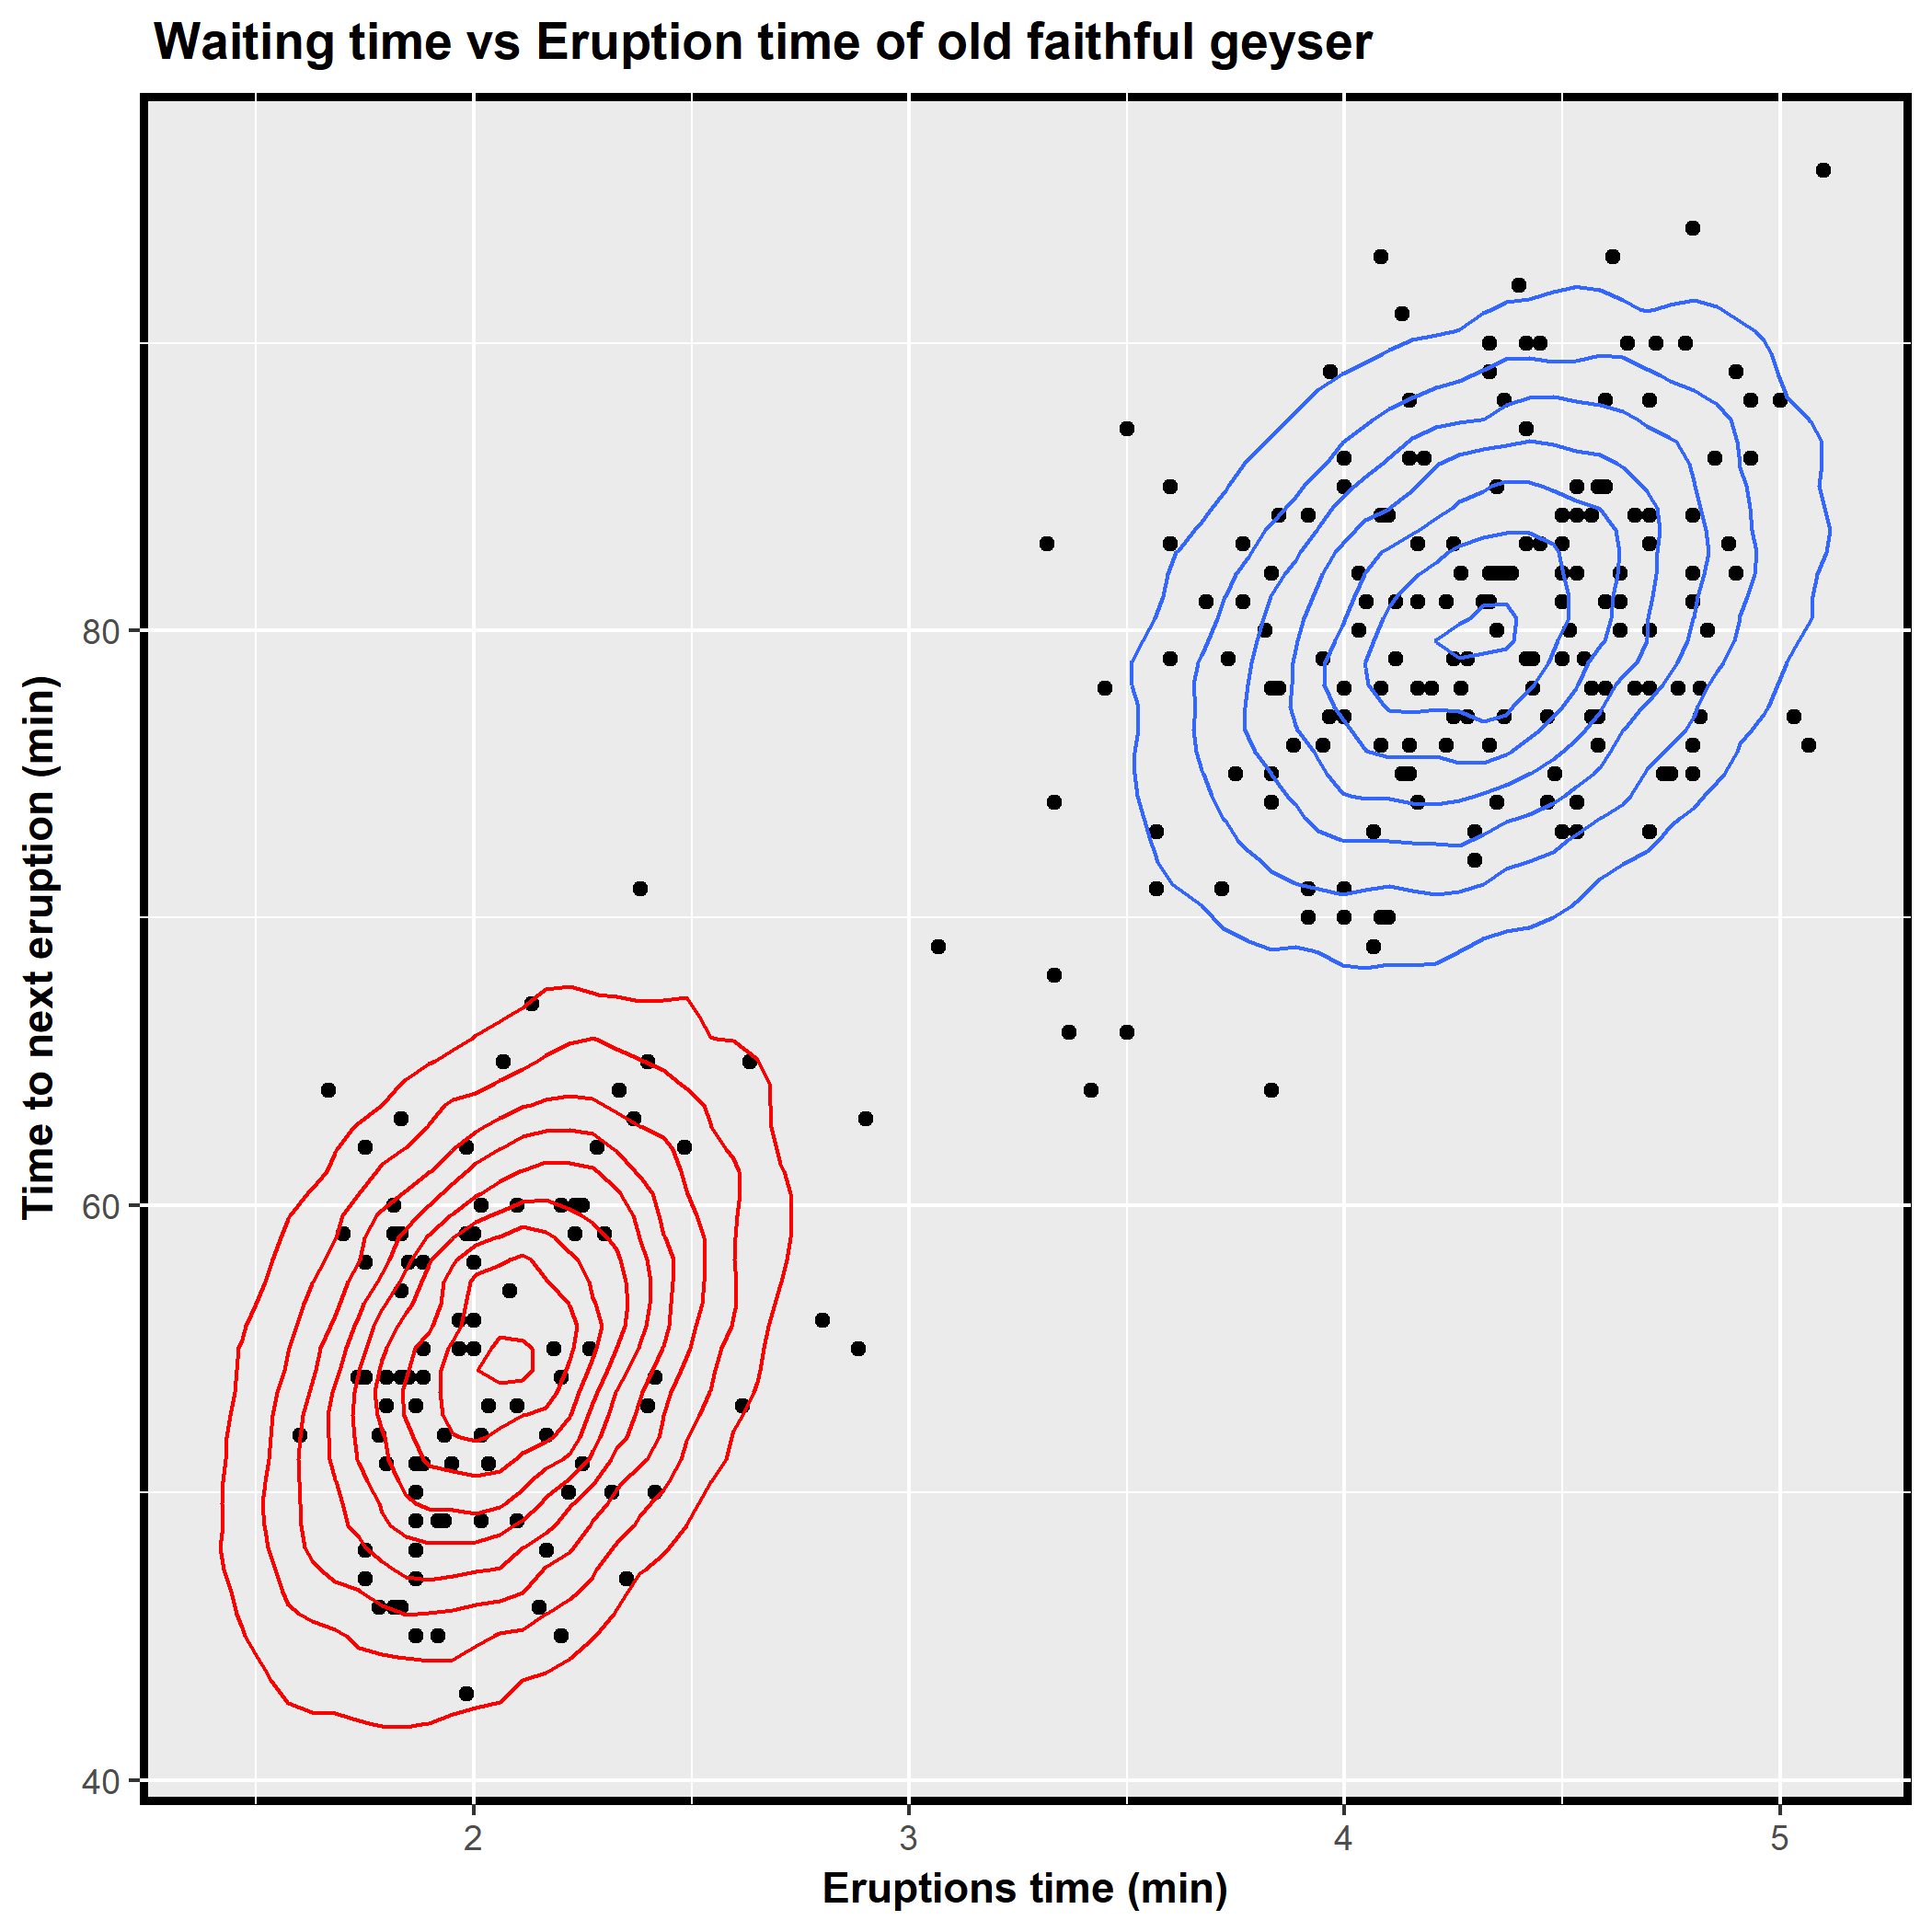 Waiting time vs Eruption time of old faithful geyser
Time to next eruption (min)
80
60
40
2 3 4 5
Eruptions time (min)